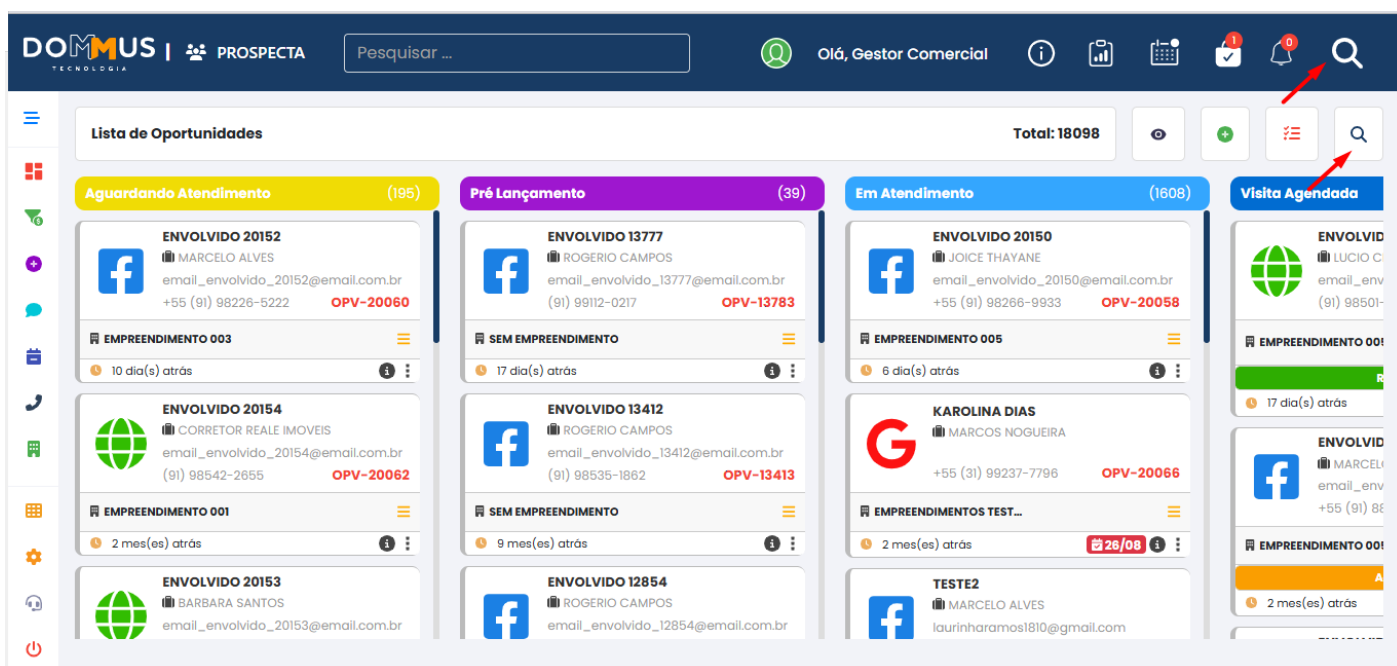 DOMMUS | PROSPECTA
TECNOLOGIA
Pesquisar ...
Olá, Gestor Comercial
1
0
Lista de Oportunidades
Total: 18098
Aguardando Atendimento (195)
ENVOLVIDO 20152
MARCELO ALVES
email_envolvido_20152@email.com.br
+55 (91) 98226-5222 OPV-20060
EMPREENDIMENTO 003
10 dia(s) atrás
ENVOLVIDO 20154
CORRETOR REALE IMOVEIS
email_envolvido_20154@email.com.br
(91) 98542-2655 OPV-20062
EMPREENDIMENTO 001
2 mes(es) atrás
ENVOLVIDO 20153
BARBARA SANTOS
email_envolvido_20153@email.com.br
Pré Lançamento (39)
ENVOLVIDO 13777
ROGERIO CAMPOS
email_envolvido_13777@email.com.br
(91) 99112-0217 OPV-13783
SEM EMPREENDIMENTO
17 dia(s) atrás
ENVOLVIDO 13412
ROGERIO CAMPOS
email_envolvido_13412@email.com.br
(91) 98535-1862 OPV-13413
SEM EMPREENDIMENTO
9 mes(es) atrás
ENVOLVIDO 12854
ROGERIO CAMPOS
email_envolvido_12854@email.com.br
Em Atendimento (1608)
ENVOLVIDO 20150
JOICE THAYANE
email_envolvido_20150@email.com.br
+55 (91) 98266-9933 OPV-20058
EMPREENDIMENTO 005
6 dia(s) atrás
KAROLINA DIAS
MARCOS NOGUEIRA
+55 (31) 99237-7796 OPV-20066
EMPREENDIMENTOS TEST...
2 mes(es) atrás 26/08
TESTE2
MARCELO ALVES
laurinharamos1810@gmail.com
Visita Agendada
ENVOLVID
LUCIO C
email_env
(91) 98501-
EMPREENDIMENTO 005
R
17 dia(s) atrás
ENVOLVID
MARCEL
email_env
+55 (91) 88
EMPREENDIMENTO 005
A
2 mes(es) atrás